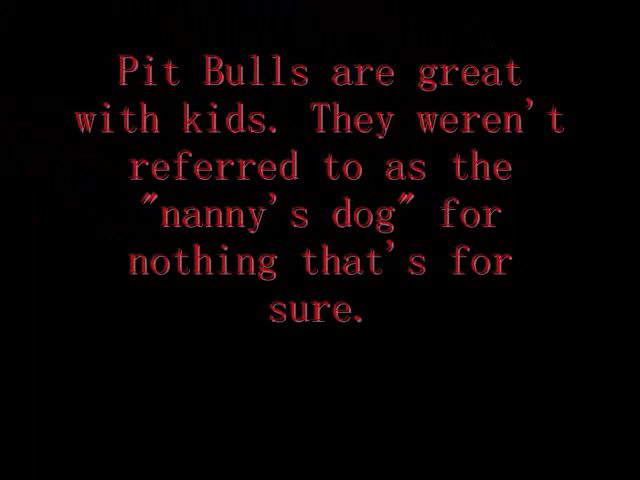 Pit Bulls are great
with kids. They weren't
referred to as the
"nanny's dog" for
nothing that's for
sure.